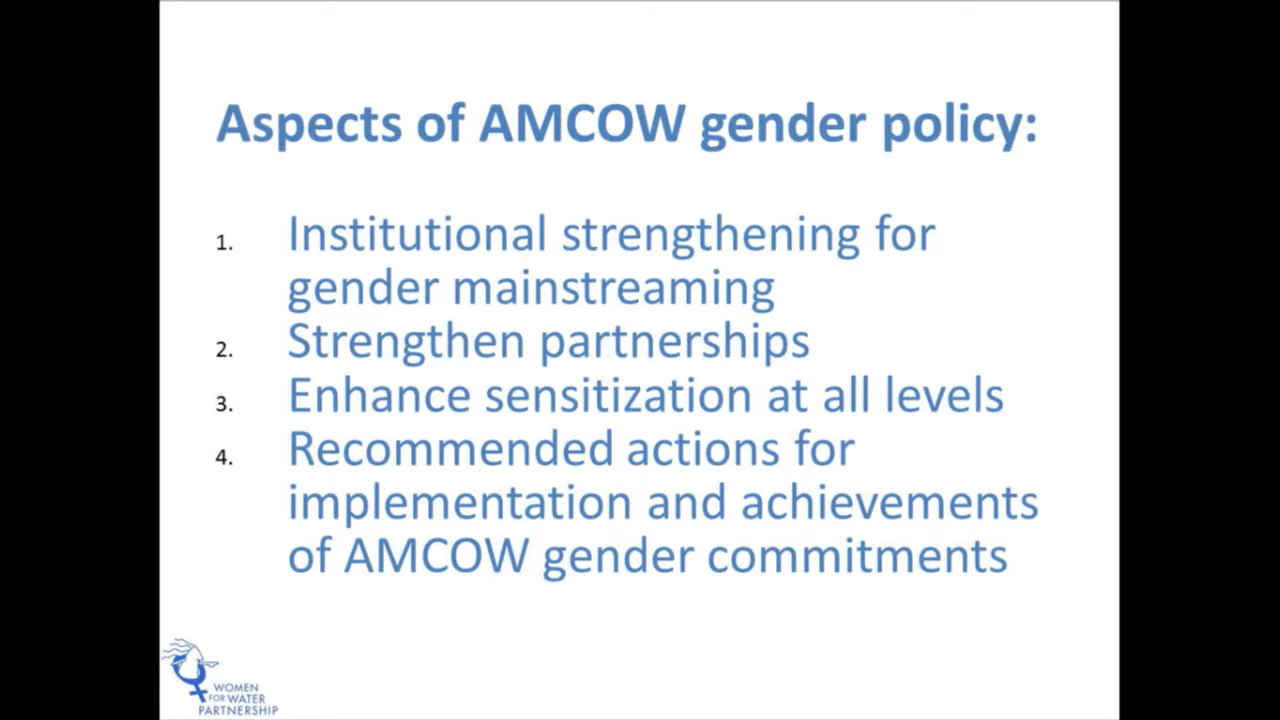 Aspects of AMCOW gender policy:
1. Institutional strengthening for
gender mainstreaming
2. Strengthen partnerships
3. Enhance sensitization at all levels
4. Recommended actions for
implementation and achievements
of AMCOW gender commitments
WOMEN
FOR WATER
PARTNERSHIP